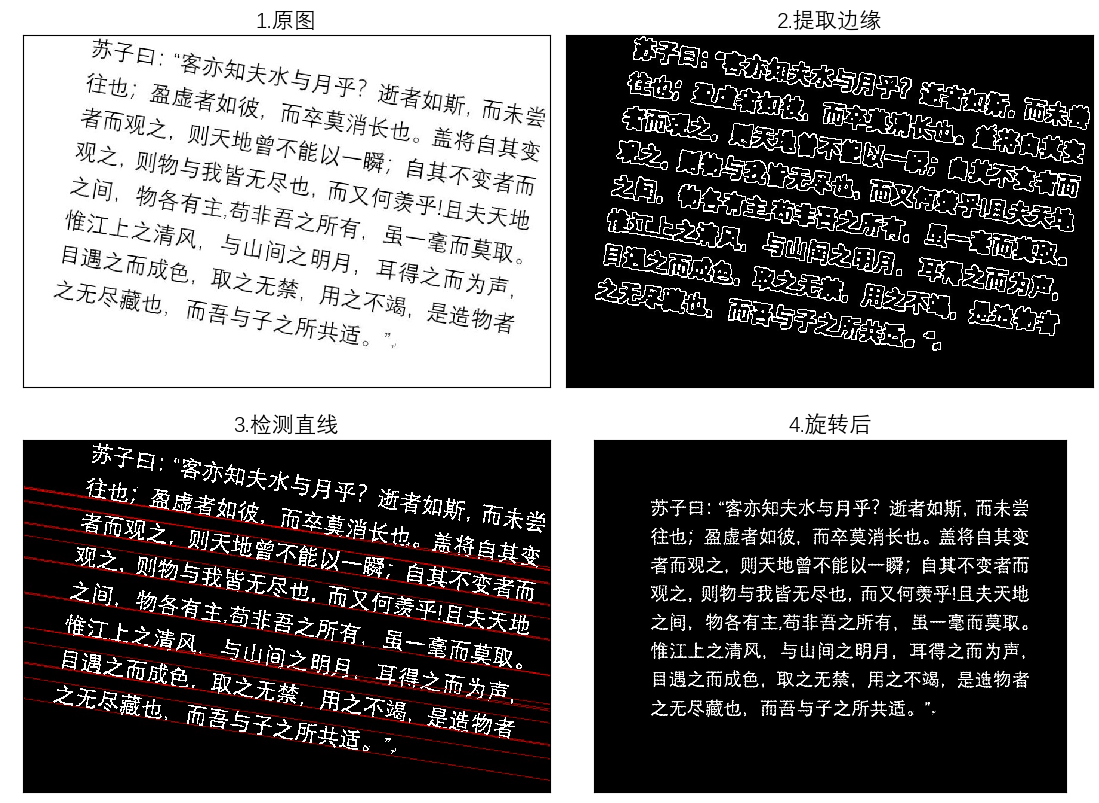 1.原图
苏子曰：“客亦知夫水与月乎？逝者如斯，而未尝
往也；盈虚者如彼，而卒莫消长也。盖将自其变
者而观之，则天地曾不能以一瞬；自其不变者而
观之，则物与我皆无尽也，而又何羡乎!且夫天地
之间，物各有主,苟非吾之所有，虽一毫而莫取。
惟江上之清风，与山间之明月，耳得之而为声，
目遇之而成色，取之无禁，用之不竭，是造物者
之无尽藏也，而吾与子之所共适。”
2.提取边缘
苏子曰：“客亦知夫水与月乎？逝者如斯，而未尝
往也；盈虚者如彼，而卒莫消长也。盖将自其变
者而观之，则天地曾不能以一瞬；自其不变者而
观之，则物与我皆无尽也，而又何羡乎!且夫天地
之间，物各有主,苟非吾之所有，虽一毫而莫取。
惟江上之清风，与山间之明月，耳得之而为声，
目遇之而成色，取之无禁，用之不竭，是造物者
之无尽藏也，而吾与子之所共适。”
3.检测直线
苏子曰：“客亦知夫水与月乎？逝者如斯，而未尝
往也；盈虚者如彼，而卒莫消长也。盖将自其变
者而观之，则天地曾不能以一瞬；自其不变者而
观之，则物与我皆无尽也，而又何羡乎!且夫天地
之间，物各有主,苟非吾之所有，虽一毫而莫取。
惟江上之清风，与山间之明月，耳得之而为声，
目遇之而成色，取之无禁，用之不竭，是造物者
之无尽藏也，而吾与子之所共适。”
4.旋转后
苏子曰：“客亦知夫水与月乎？逝者如斯，而未尝
往也；盈虚者如彼，而卒莫消长也。盖将自其变
者而观之，则天地曾不能以一瞬；自其不变者而
观之，则物与我皆无尽也，而又何羡乎!且夫天地
之间，物各有主,苟非吾之所有，虽一毫而莫取。
惟江上之清风，与山间之明月，耳得之而为声，
目遇之而成色，取之无禁，用之不竭，是造物者
之无尽藏也，而吾与子之所共适。”